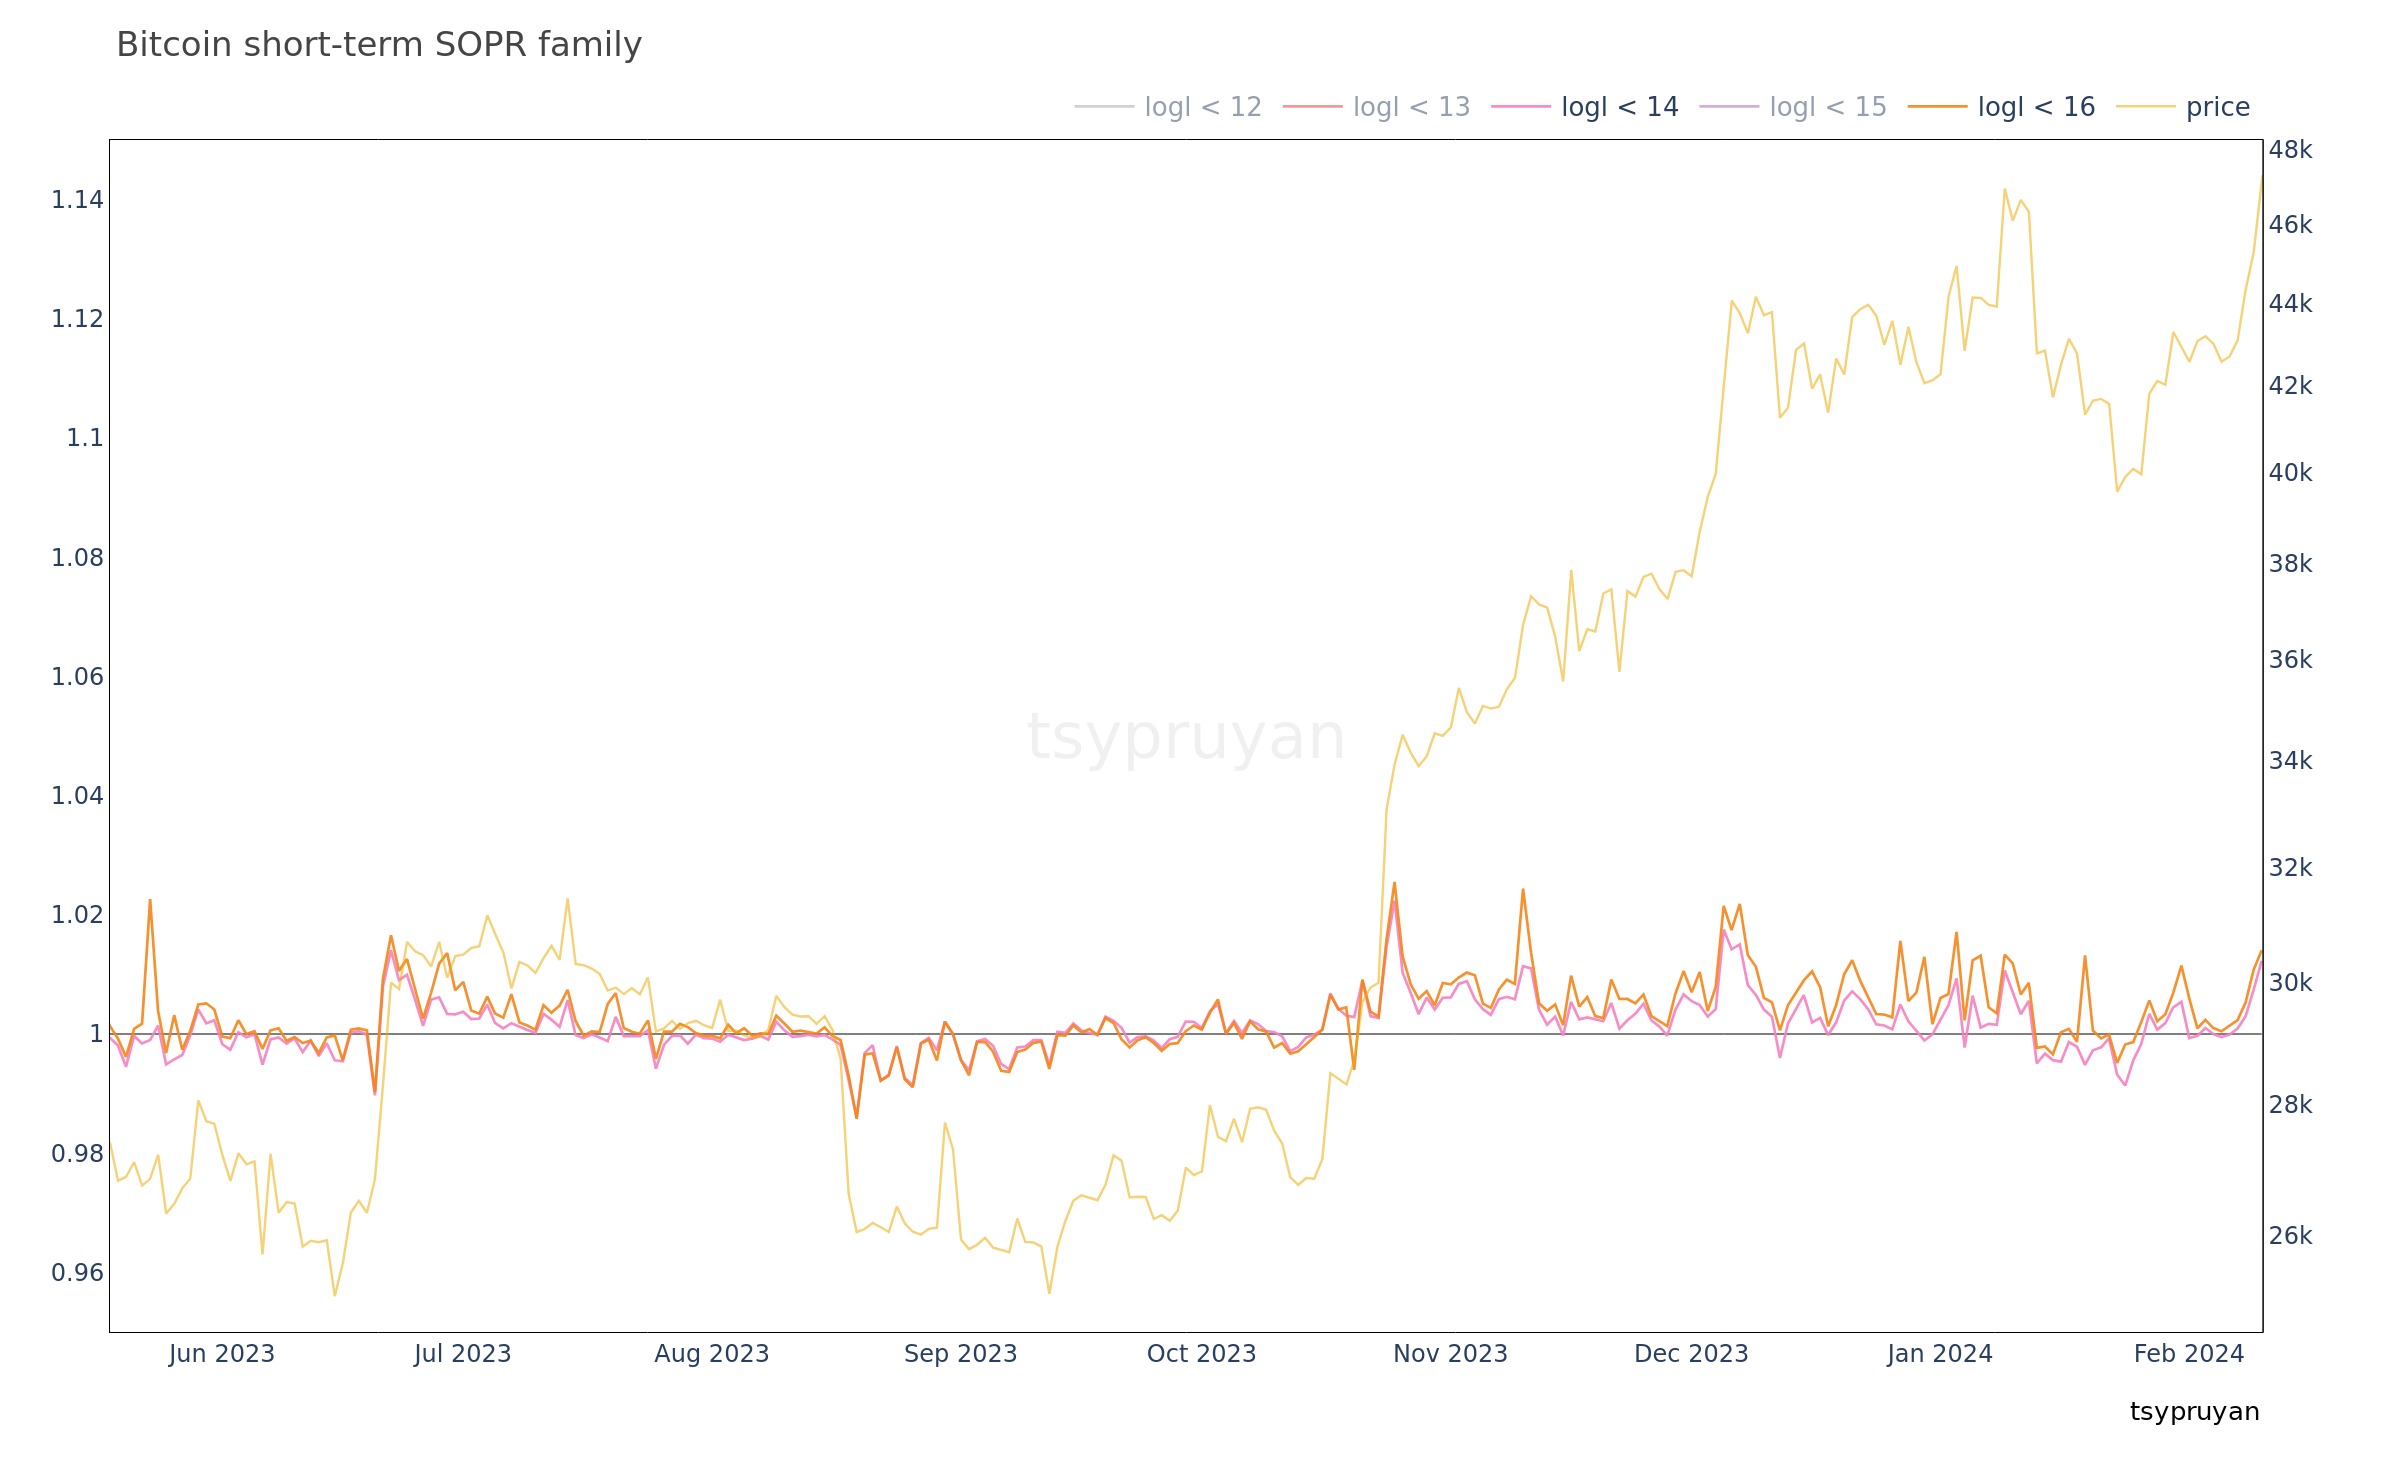 Bitcoin short-term SOPR family
logl < 12 logl < 13 logl < 14 logl < 15 logl < 16 price
1.14
1.12
1.1
1.08
1.06
1.04
1.02
1
0.98
0.96
48k
46k
44k
42k
40k
38k
36k
34k
32k
30k
28k
26k
tsypruyan
Jun 2023 Jul 2023 Aug 2023 Sep 2023 Oct 2023 Nov 2023 Dec 2023 Jan 2024 Feb 2024
tsypruyan